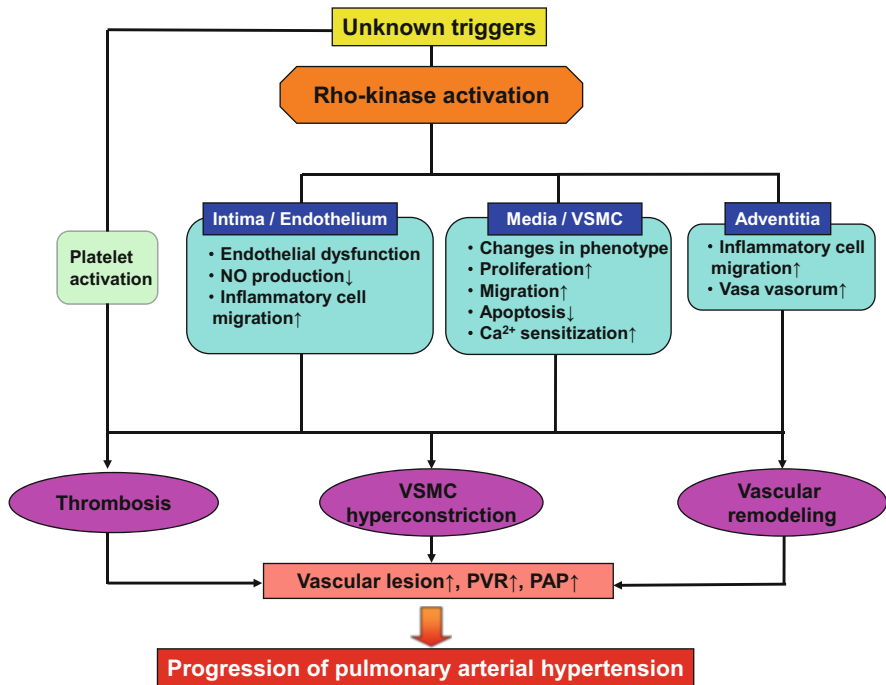 Unknown triggers
Rho-kinase activation
Platelet
activation
Intima / Endothelium
・Endothelial dysfunction
・NO production↓
・Inflammatory cell
migration↑
Media / VSMC
・Changes in phenotype
・Proliferation↑
・Migration↑
・Apoptosis↓
・Ca²⁺ sensitization↑
Adventitia
・Inflammatory cell
migration↑
・Vasa vasorum↑
Thrombosis
VSMC
hyperconstriction
Vascular
remodeling
Vascular lesion↑, PVR↑, PAP↑
Progression of pulmonary arterial hypertension